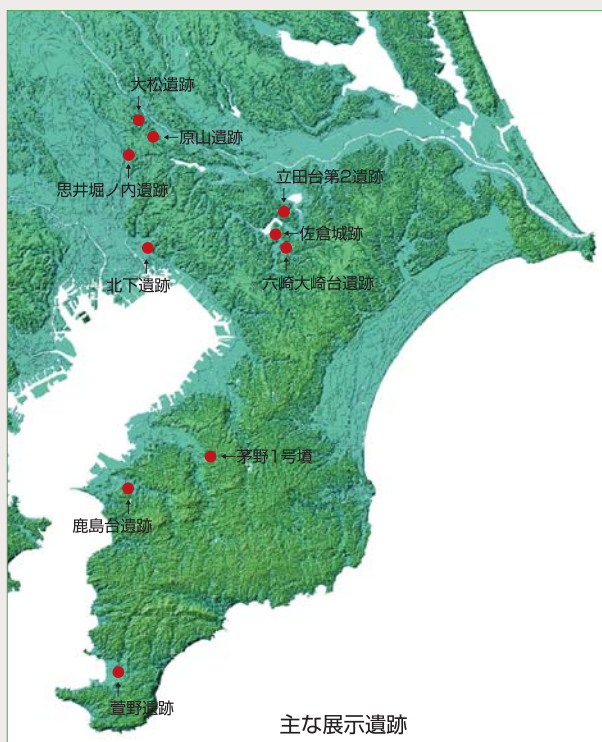 大松遺跡
←原山遺跡
思井堀ノ内遺跡
立田台第2遺跡
←佐倉城跡
六崎大崎台遺跡
北下遺跡
←茅野1号墳
鹿島台遺跡
萱野遺跡
主な展示遺跡